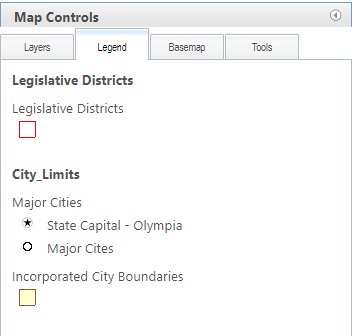 Map Controls
Layers Legend Basemap Tools
Legislative Districts
Legislative Districts
City_Limits
Major Cities
State Capital - Olympia
Major Cites
Incorporated City Boundaries